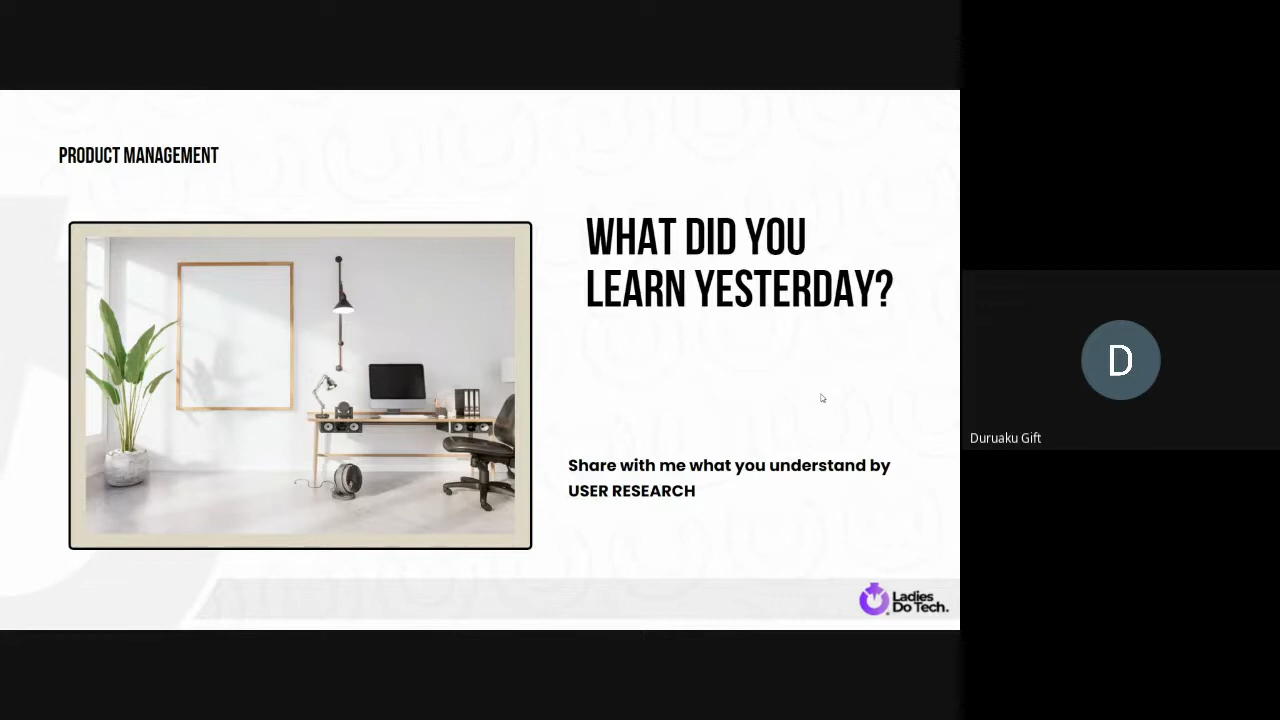 PRODUCT MANAGEMENT
WHAT DID YOU
LEARN YESTERDAY?
Share with me what you understand by
USER RESEARCH
Ladies
Do Tech.
D
Duruaku Gift